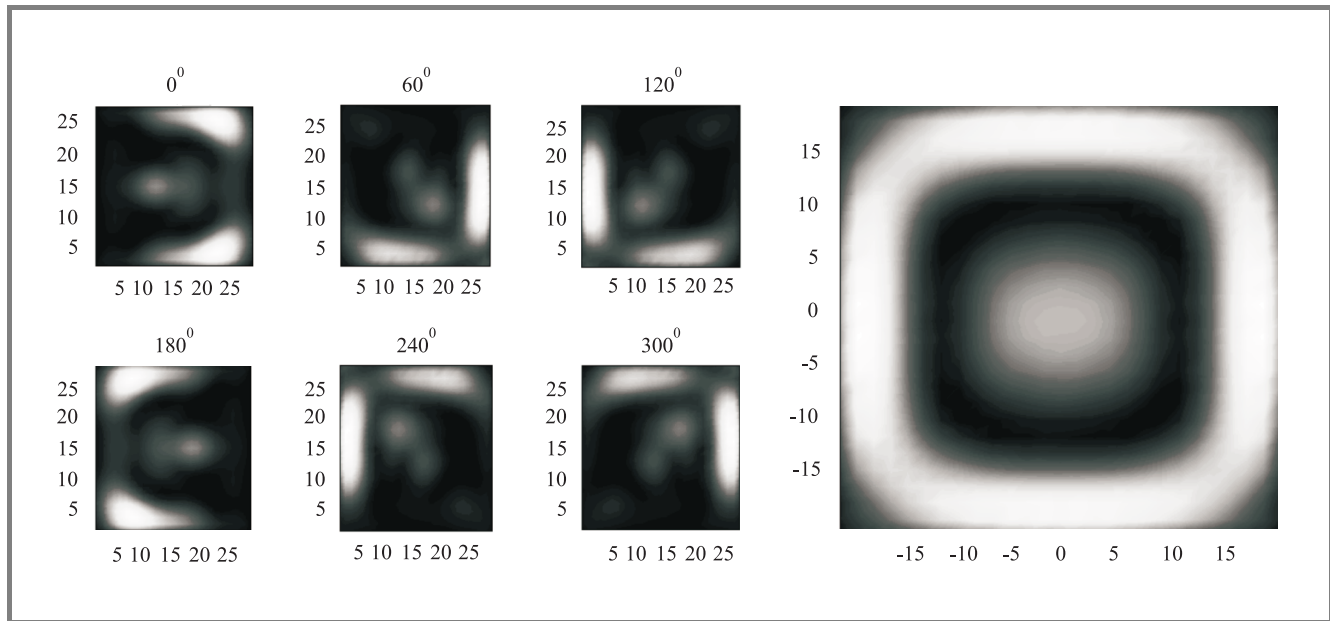 0⁰ 60⁰ 120⁰
25 25 25 15
20 20 20 10
15 15 15 5
10 10 10 0
5 5 5 -5
5 10 15 20 25 5 10 15 20 25 5 10 15 20 25
180⁰ 240⁰ 300⁰
25 25 25 -10
20 20 20
15 15 15 -15
10 10 10
5 5 5
5 10 15 20 25 5 10 15 20 25 5 10 15 20 25 -15 -10 -5 0 5 10 15